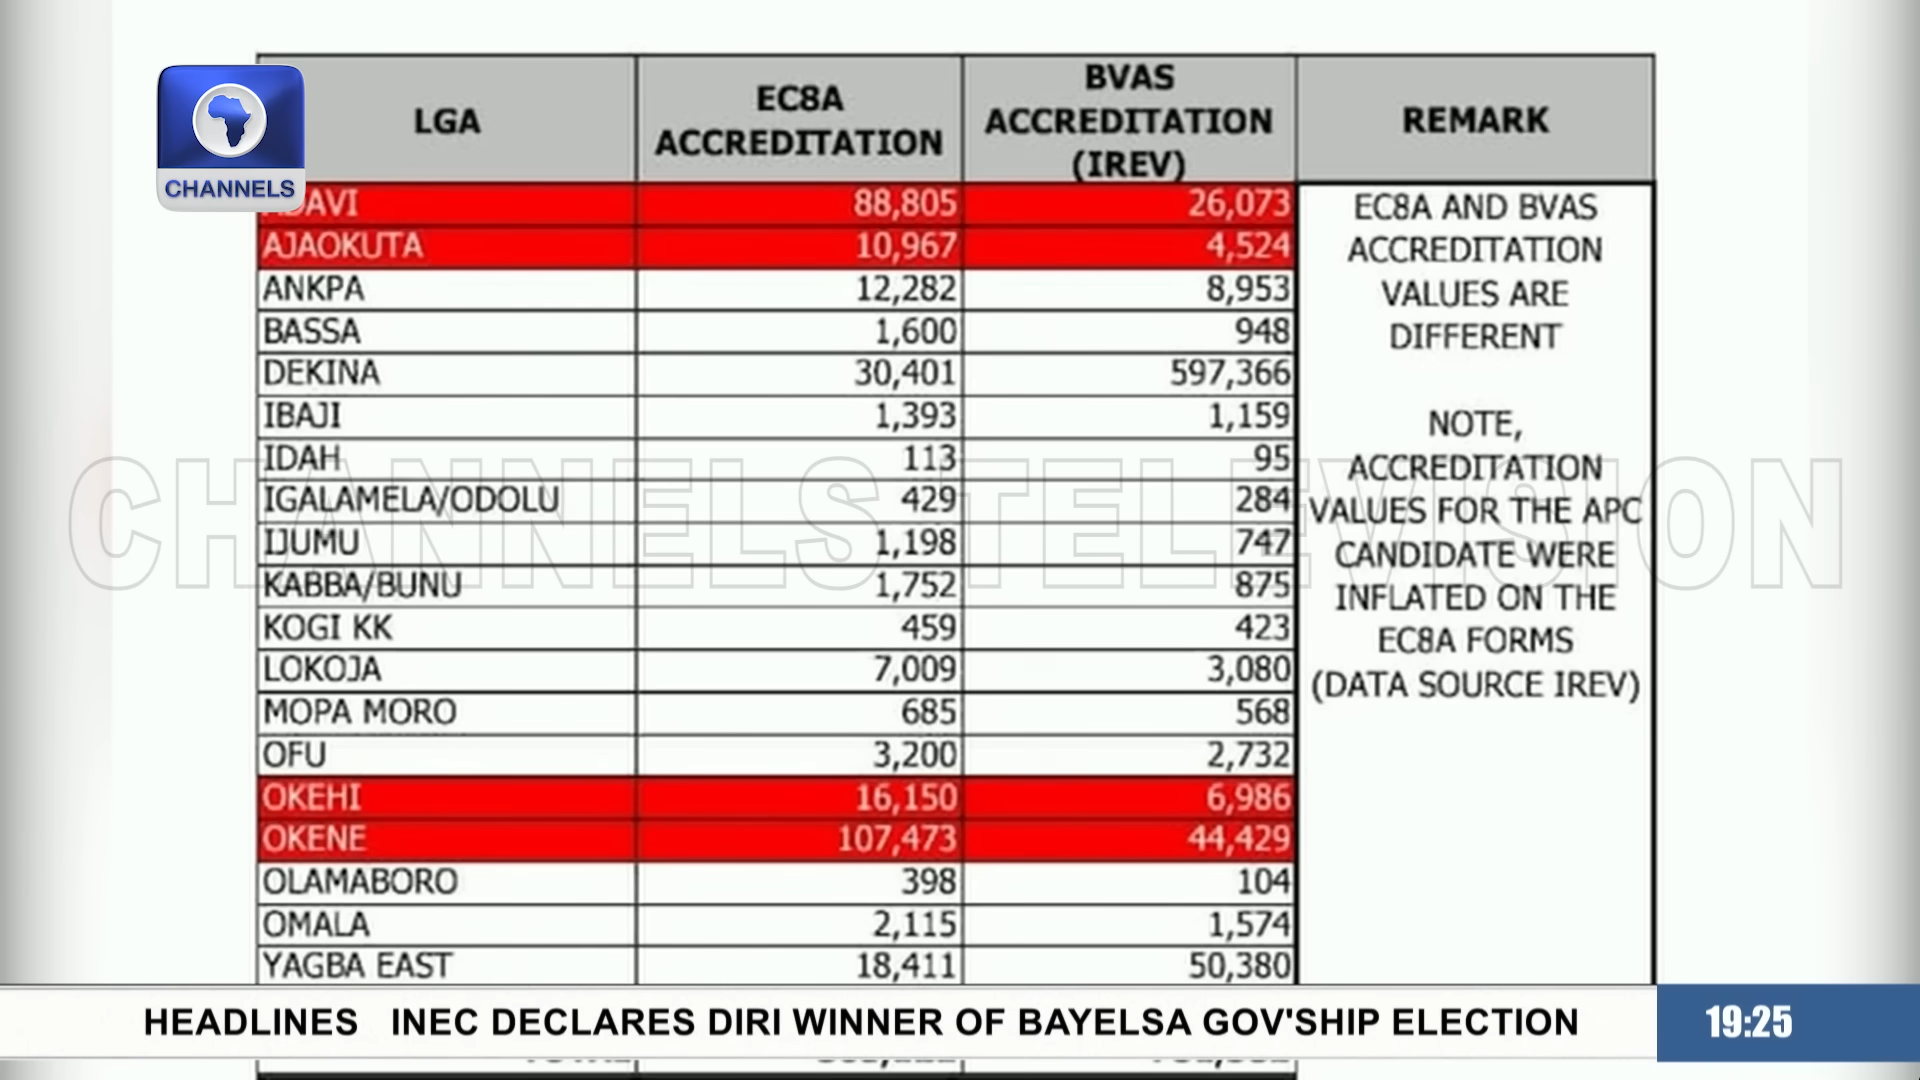 CHANNELS
LGA EC8A ACCREDITATION BVAS ACCREDITATION (IREV) REMARK
88,805 26,073
AJAOKUTA 10,967 4,524
ANKPA 12,282 8,953
BASSA 1,600 948
DEKINA 30,401 597,366
IBAJI 1,393 1,159
IDAH 113 95
IGALAMELA/ODOLU 429 284
IJUMU 1,198 747
KABBA/BUNU 1,752 875
KOGI KK 459 423
LOKOJA 7,009 3,080
MOPA MORO 685 568
OFU 3,200 2,732
OKEHI 16,150 6,986
OKENE 107,473 44,429
OLAMABORO 398 104
OMALA 2,115 1,574
YAGBA EAST 18,411 50,380
EC8A AND BVAS
ACCREDITATION
VALUES ARE
DIFFERENT
NOTE,
ACCREDITATION
VALUES FOR THE APC
CANDIDATE WERE
INFLATED ON THE
EC8A FORMS
(DATA SOURCE IREV)
CHANNELS TELEVISION
HEADLINES INEC DECLARES DIRI WINNER OF BAYELSA GOV'SHIP ELECTION 19:25